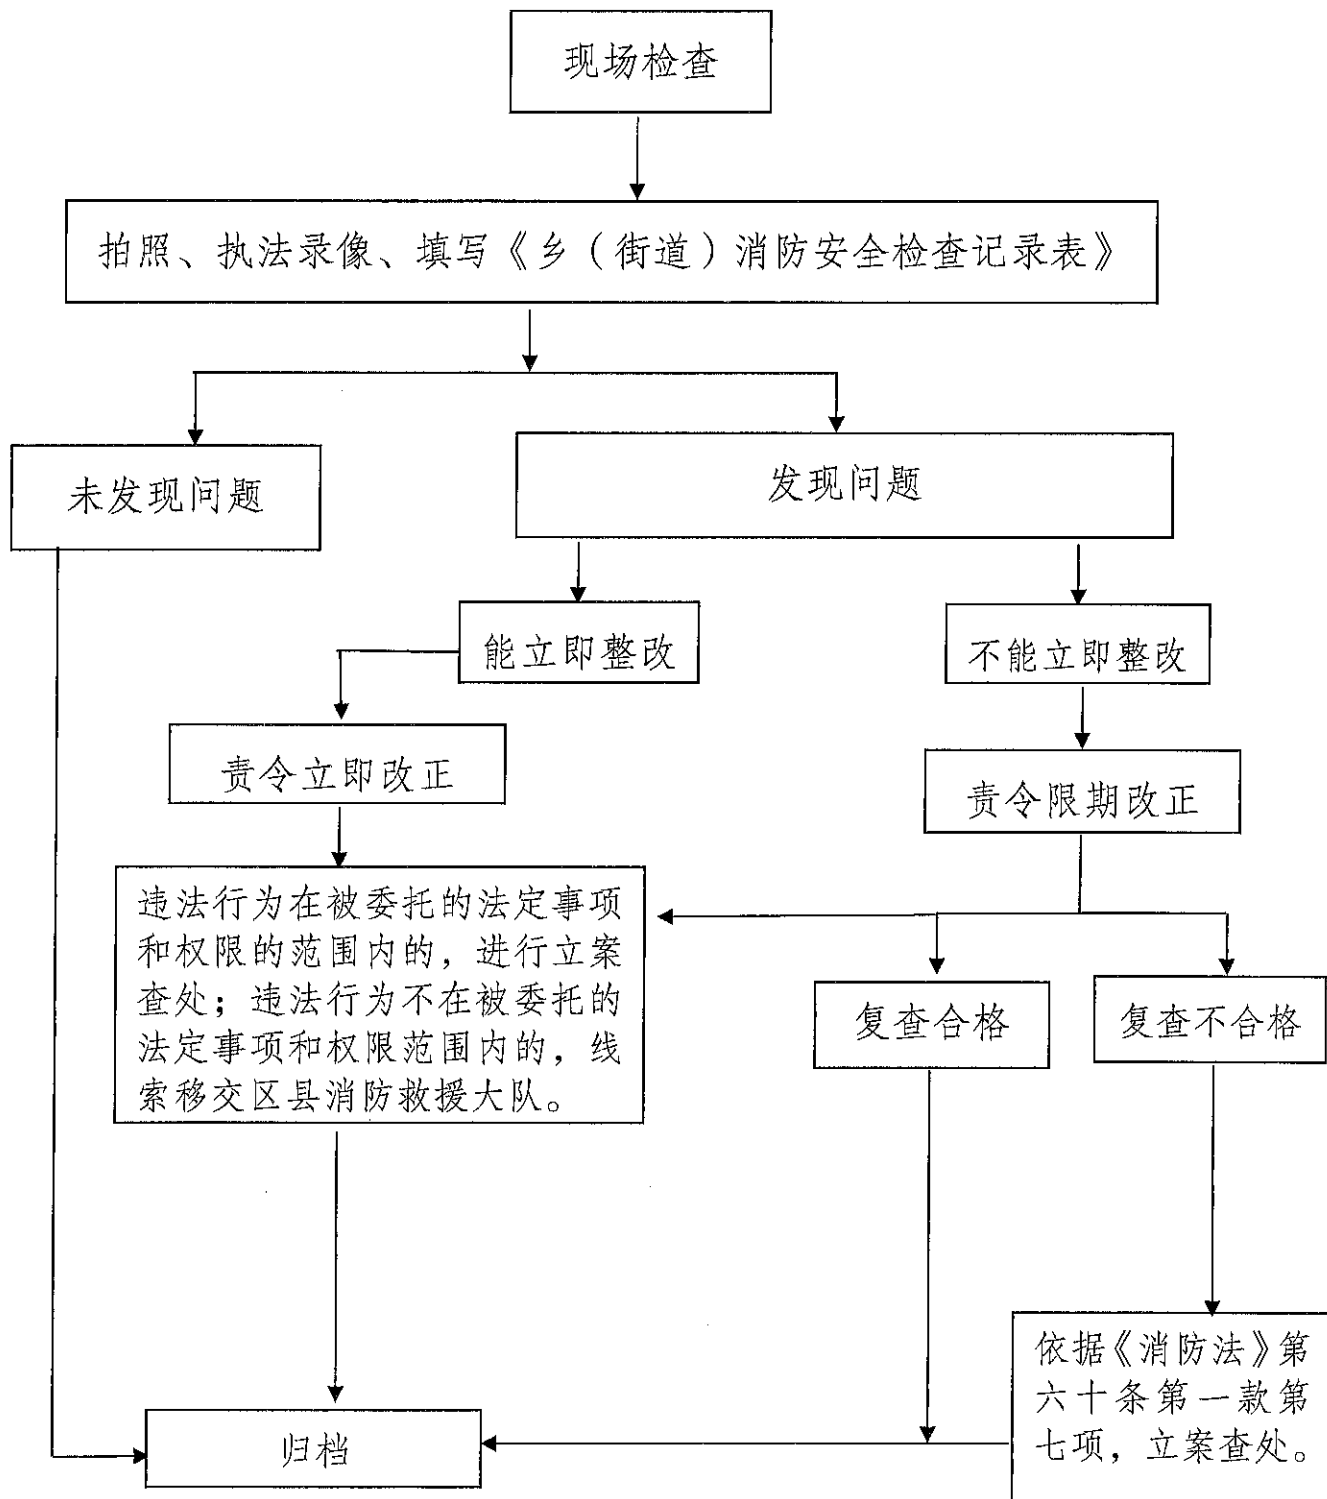 现场检查
拍照、执法录像、填写《乡（街道）消防安全检查记录表》
未发现问题
发现问题
能立即整改
不能立即整改
责令立即改正
责令限期改正
违法行为在被委托的法定事项
和权限的范围内的，进行立案
查处；违法行为不在被委托的
法定事项和权限范围内的，线
索移交区县消防救援大队。
复查合格
复查不合格
依据《消防法》第
六十条第一款第
七项，立案查处。
归档